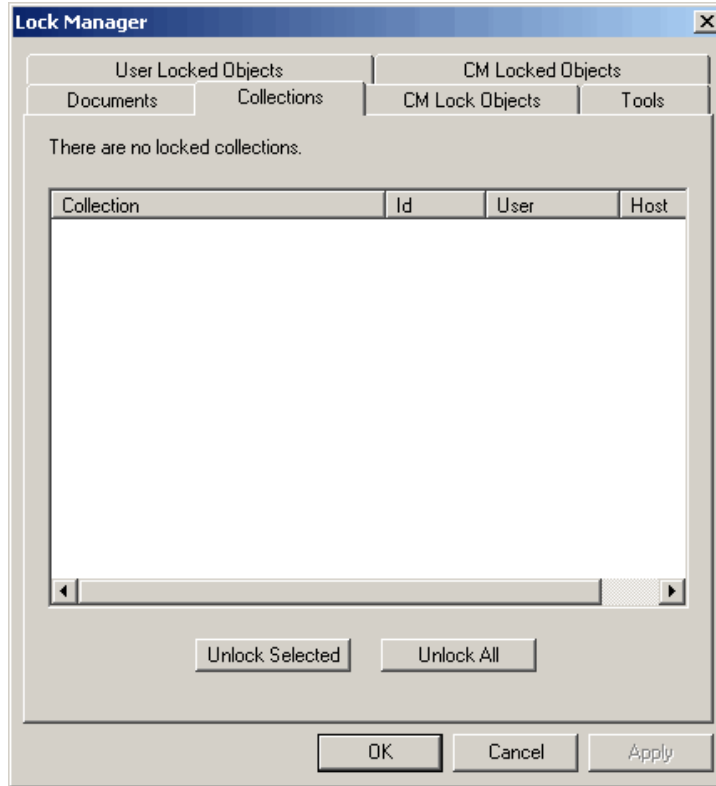 Lock Manager
User Locked Objects CM Locked Objects
Documents Collections CM Lock Objects Tools
There are no locked collections.
Collection Id User Host
Unlock Selected Unlock All
OK Cancel Apply